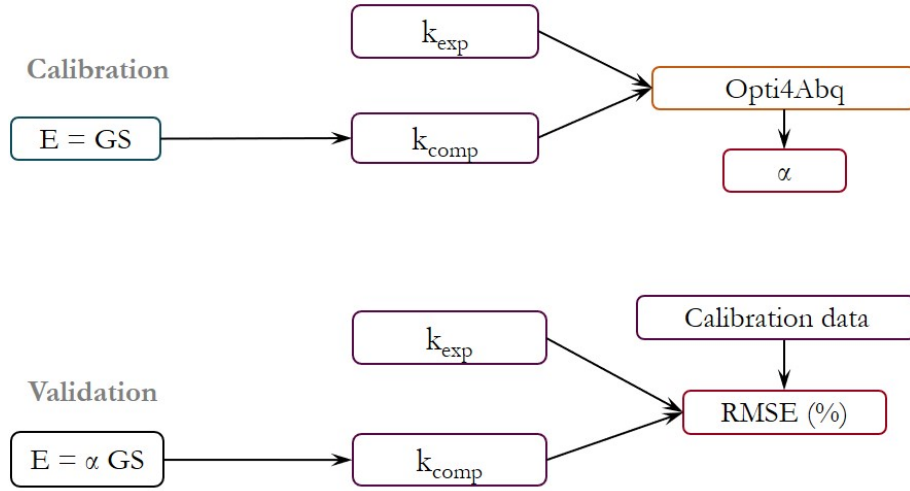 k_exp
Calibration
Opti4Abq
E = GS
k_comp
α
Calibration data
k_exp
Validation
RMSE (%)
E = α GS
k_comp